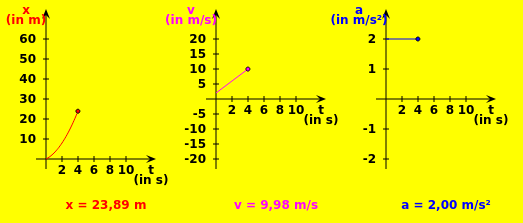 x
(in m)
60
50
40
30
20
10
2 4 6 8 10 t
(in s)
v
(in m/s)
20
15
10
5
-5
-10
-15
-20
2 4 6 8 10 t
(in s)
a
(in m/s²)
2
1
-1
-2
2 4 6 8 10 t
(in s)
x = 23,89 m
v = 9,98 m/s
a = 2,00 m/s²